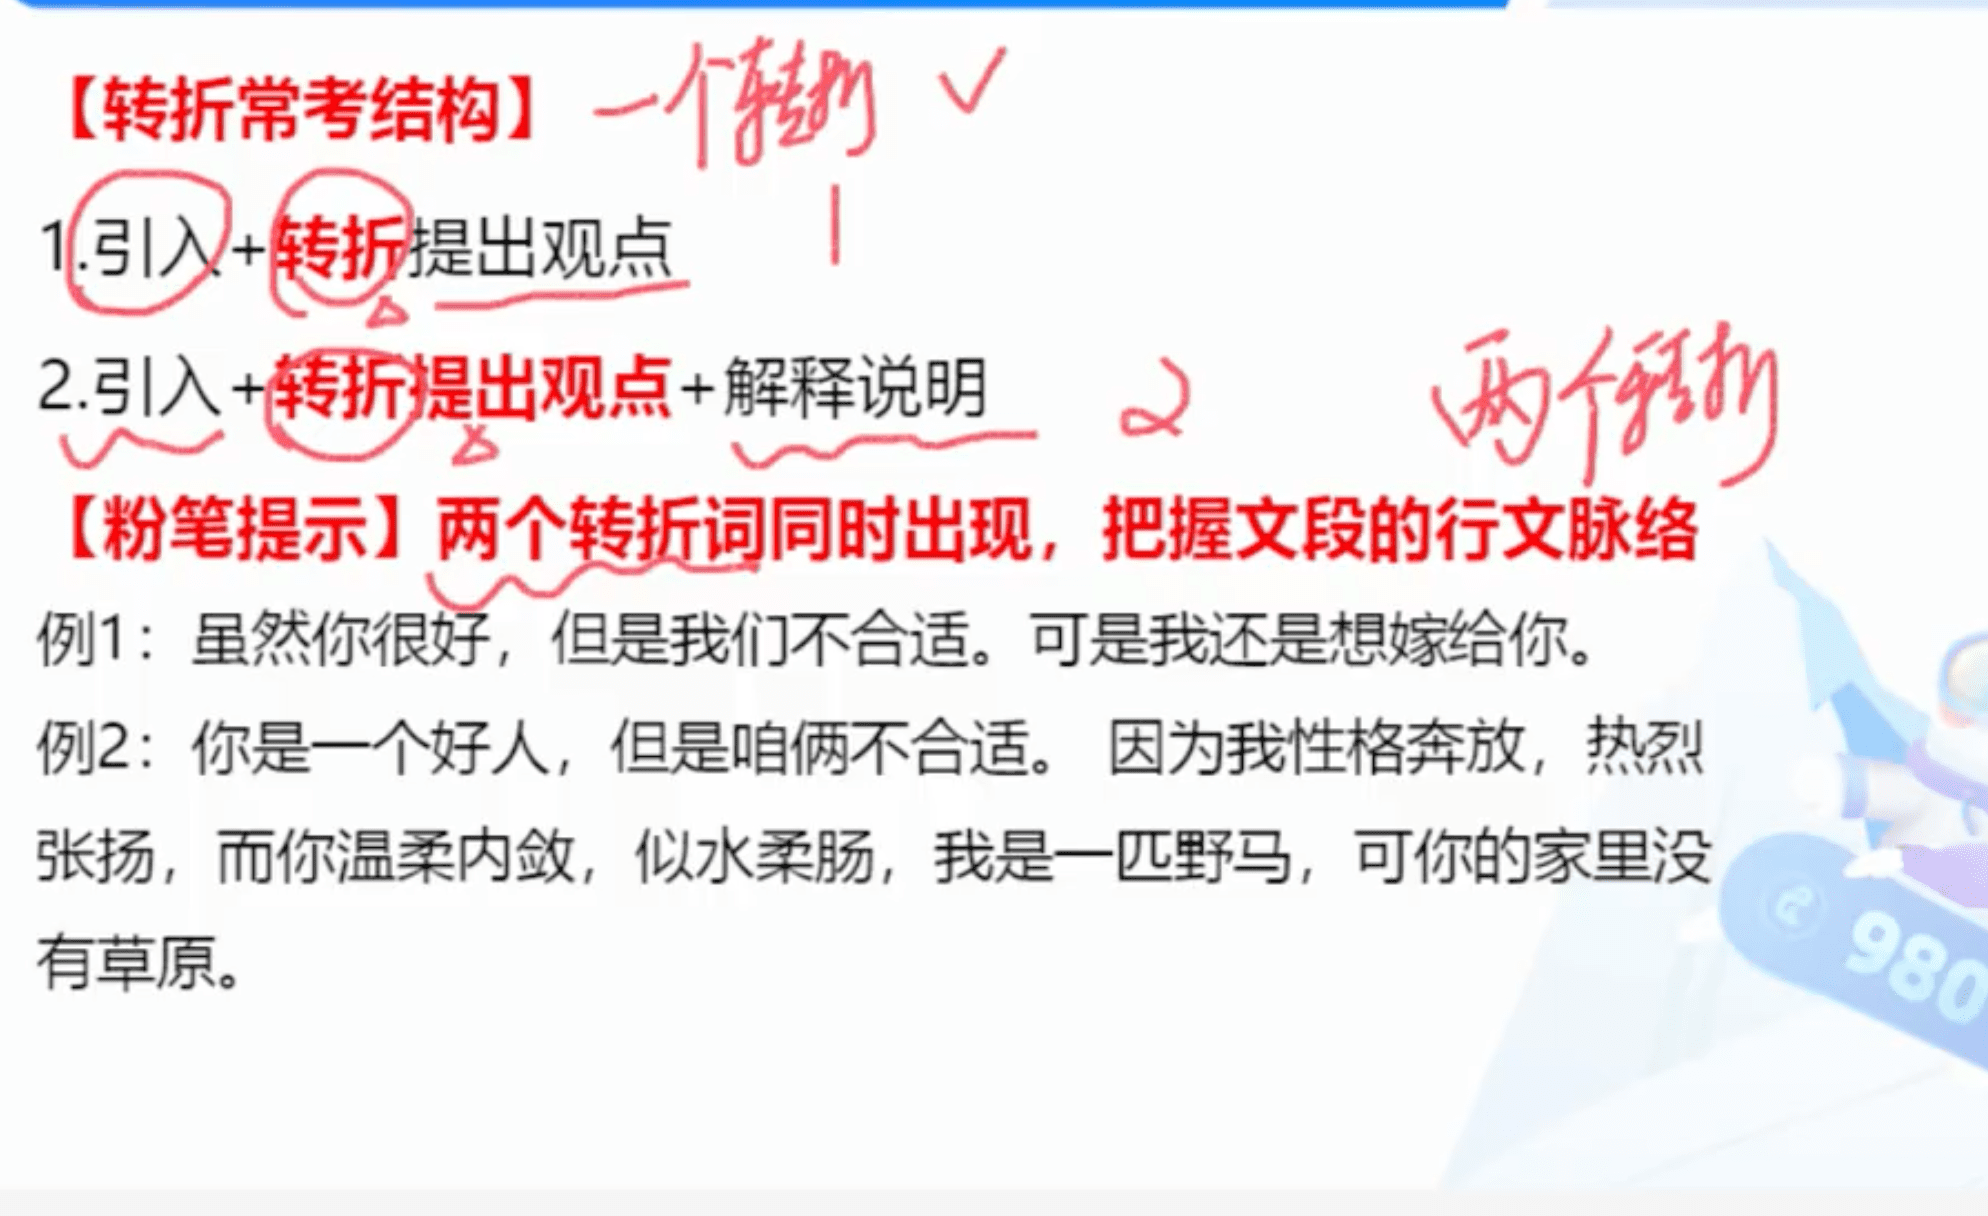 【转折常考结构】 一个转折 ✓
1.引入+转折提出观点 1
2.引入+转折提出观点+解释说明 2 两个转折
【粉笔提示】两个转折词同时出现，把握文段的行文脉络
例1：虽然你很好，但是我们不合适。可是我还是想嫁给你。
例2：你是一个好人，但是咱俩不合适。 因为我性格奔放，热烈
张扬，而你温柔内敛，似水柔肠，我是一匹野马，可你的家里没
有草原。
980